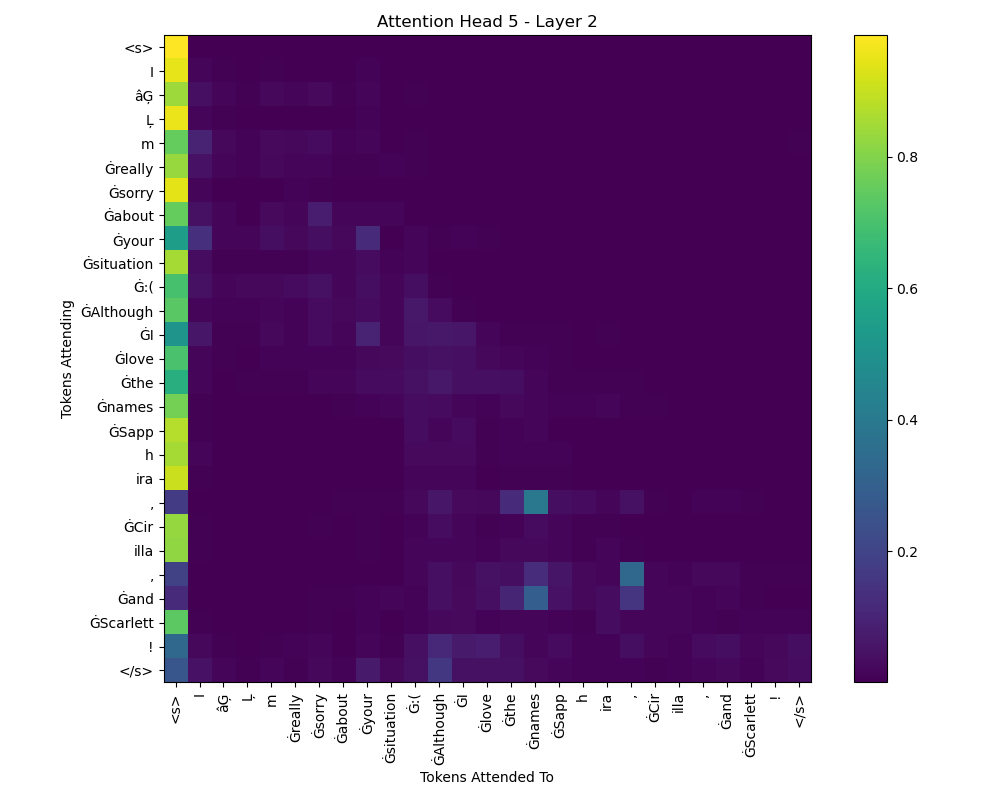 Attention Head 5 - Layer 2
<s>
I
âĢ
Ļ
m
Ġreally
Ġsorry
Ġabout
Ġyour
Ġsituation
Ġ:(
ĠAlthough
ĠI
Ġlove
Ġthe
Ġnames
ĠSapp
h
ira
,
ĠCir
illa
,
Ġand
ĠScarlett
!
</s>
Tokens Attending
<s>
I
âĢ
Ļ
m
Ġreally
Ġsorry
Ġabout
Ġyour
Ġsituation
Ġ:(
ĠAlthough
ĠI
Ġlove
Ġthe
Ġnames
ĠSapp
h
ira
,
ĠCir
illa
,
Ġand
ĠScarlett
!
</s>
Tokens Attended To
0.8
0.6
0.4
0.2